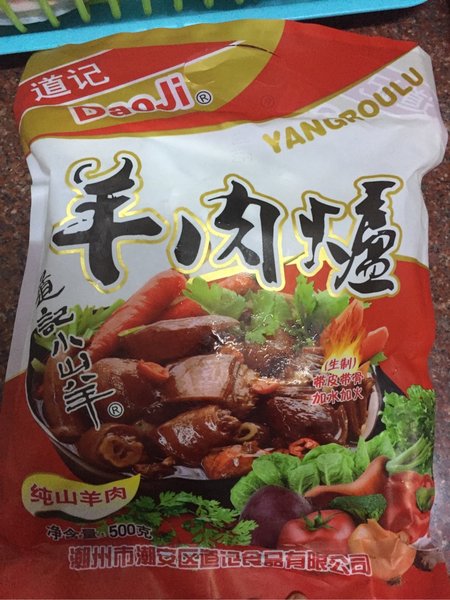 道记
DaoJi®
YANGROULU
羊肉爐
道記小山羊®
(生制)
带皮带骨
加水加火
纯山羊肉
净含量:500克
潮州市潮安区道记食品有限公司